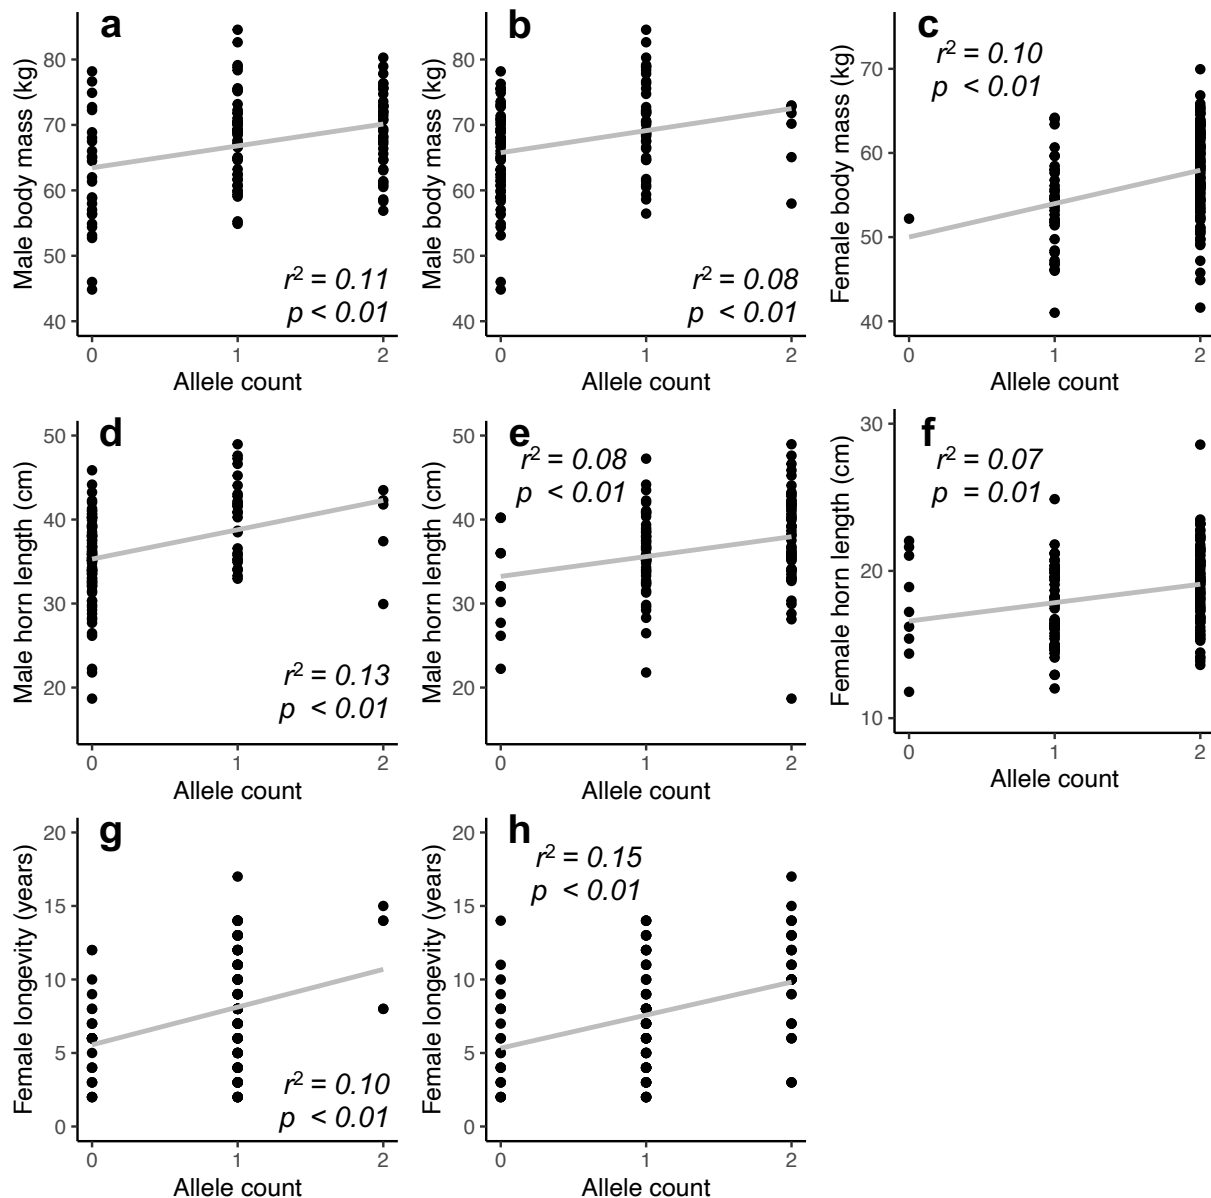 a
Male body mass (kg)
80
70
60
50
40
r² = 0.11
p < 0.01
0 1 2
Allele count
b
Male body mass (kg)
80
70
60
50
40
r² = 0.08
p < 0.01
0 1 2
Allele count
c
Female body mass (kg)
70
60
50
40
r² = 0.10
p < 0.01
0 1 2
Allele count
d
Male horn length (cm)
50
40
30
20
r² = 0.13
p < 0.01
0 1 2
Allele count
e
Male horn length (cm)
50
40
30
20
r² = 0.08
p < 0.01
0 1 2
Allele count
f
Female horn length (cm)
30
20
10
r² = 0.07
p = 0.01
0 1 2
Allele count
g
Female longevity (years)
20
15
10
5
0
r² = 0.10
p < 0.01
0 1 2
Allele count
h
Female longevity (years)
20
15
10
5
0
r² = 0.15
p < 0.01
0 1 2
Allele count